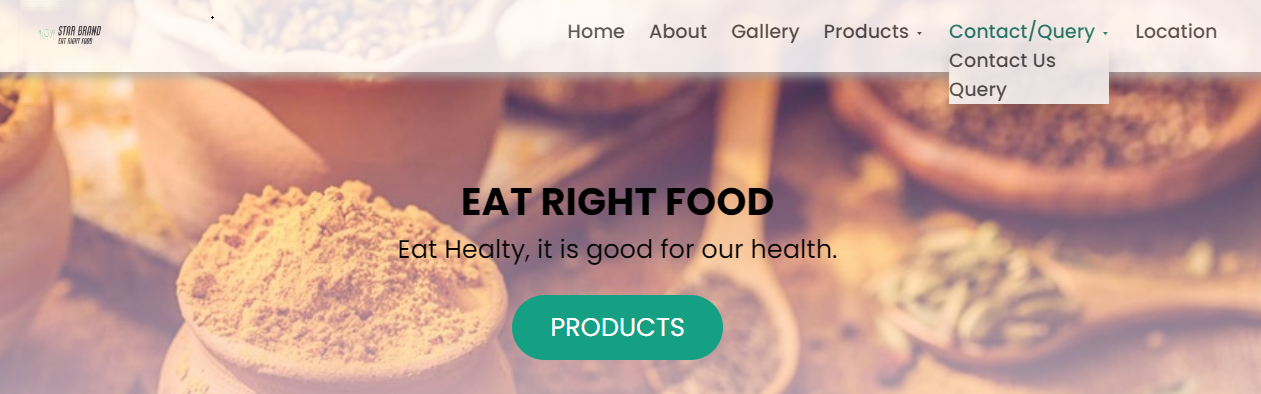 STAR BRAND
EAT RIGHT FOOD
Home About Gallery Products Contact/Query Location
Contact Us
Query
EAT RIGHT FOOD
Eat Healty, it is good for our health.
PRODUCTS